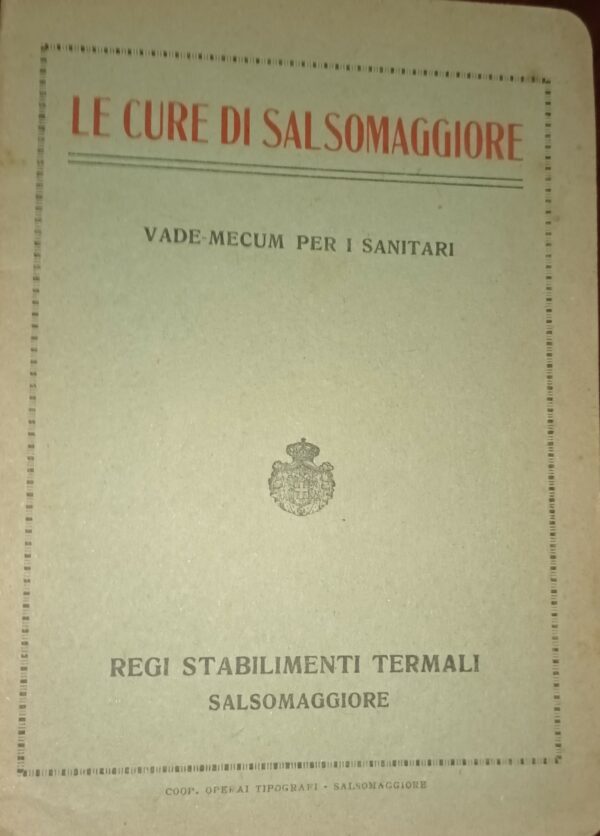 LE CURE DI SALSOMAGGIORE
VADE-MECUM PER I SANITARI
REGI STABILIMENTI TERMALI
SALSOMAGGIORE
COOP. OPERAI TIPOGRAFI - SALSOMAGGIORE